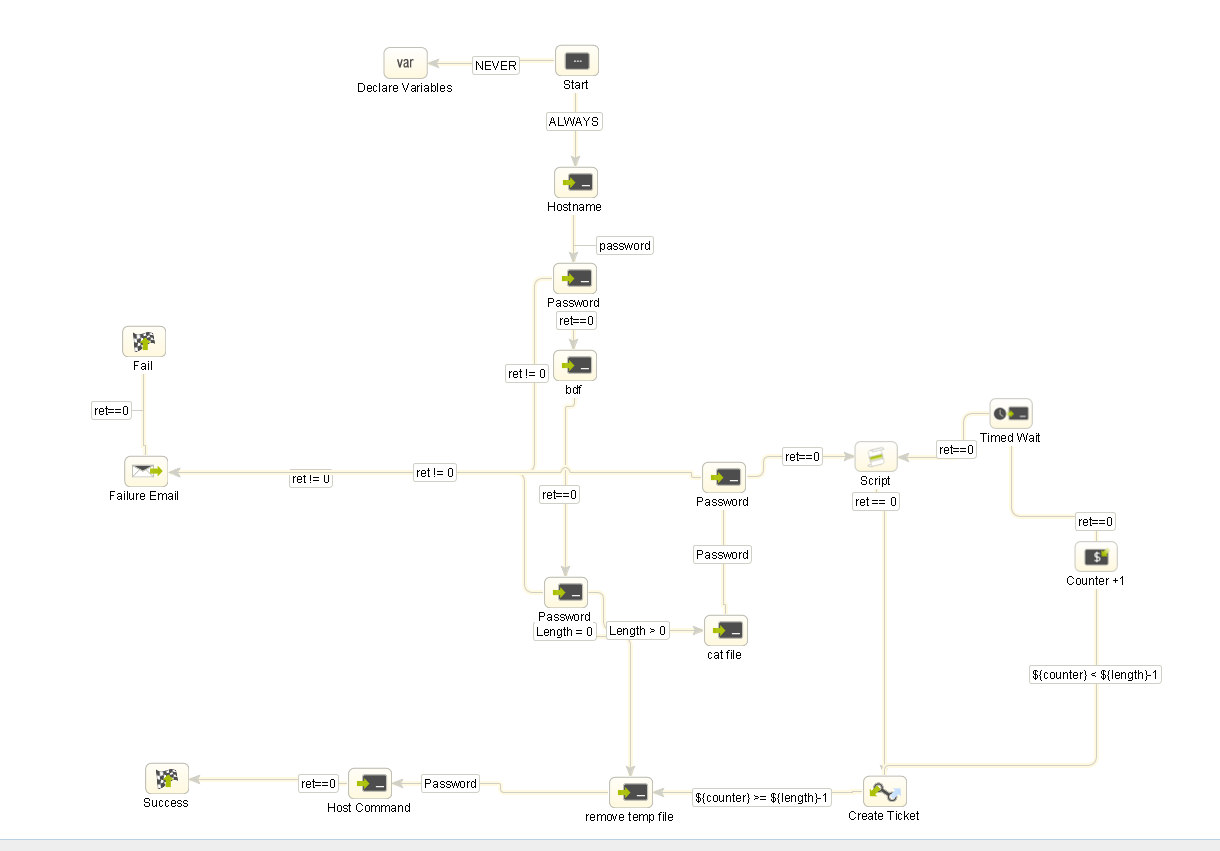 var
NEVER
Declare Variables
Start
ALWAYS
Hostname
password
Password
ret==0
Fail
ret != 0
bdf
ret==0
Timed Wait
ret==0
ret==0
Script
ret != 0
ret != 0
Failure Email
ret==0
Password
ret == 0
ret==0
Password
$
Counter +1
Password
Length = 0
Length > 0
cat file
${counter} < ${length}-1
Success
ret==0
Host Command
Password
remove temp file
${counter} >= ${length}-1
Create Ticket